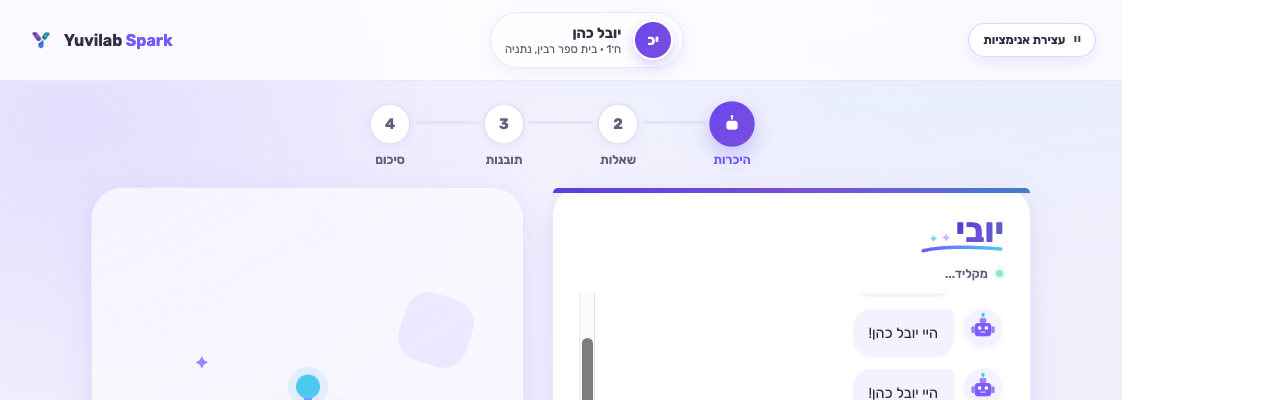 עצירת אנימציות
יובל כהן
ח׳1 • בית ספר רבין, נתניה
יכ
Yuvilab Spark
היכרות
2
שאלות
3
תובנות
4
סיכום
יובי
מקליד...
היי יובל כהן!
היי יובל כהן!